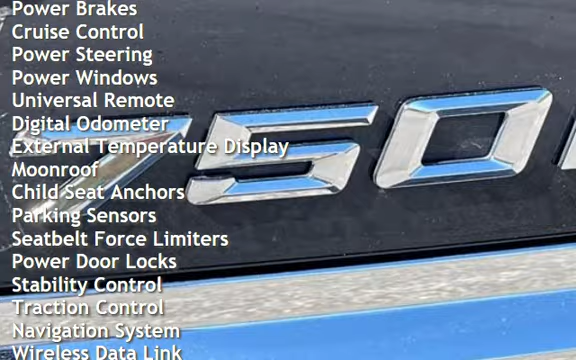 Power Brakes
Cruise Control
Power Steering
Power Windows
Universal Remote
Digital Odometer
External Temperature Display
Moonroof
Child Seat Anchors
Parking Sensors
Seatbelt Force Limiters
Power Door Locks
Stability Control
Traction Control
Navigation System
Wireless Data Link
750